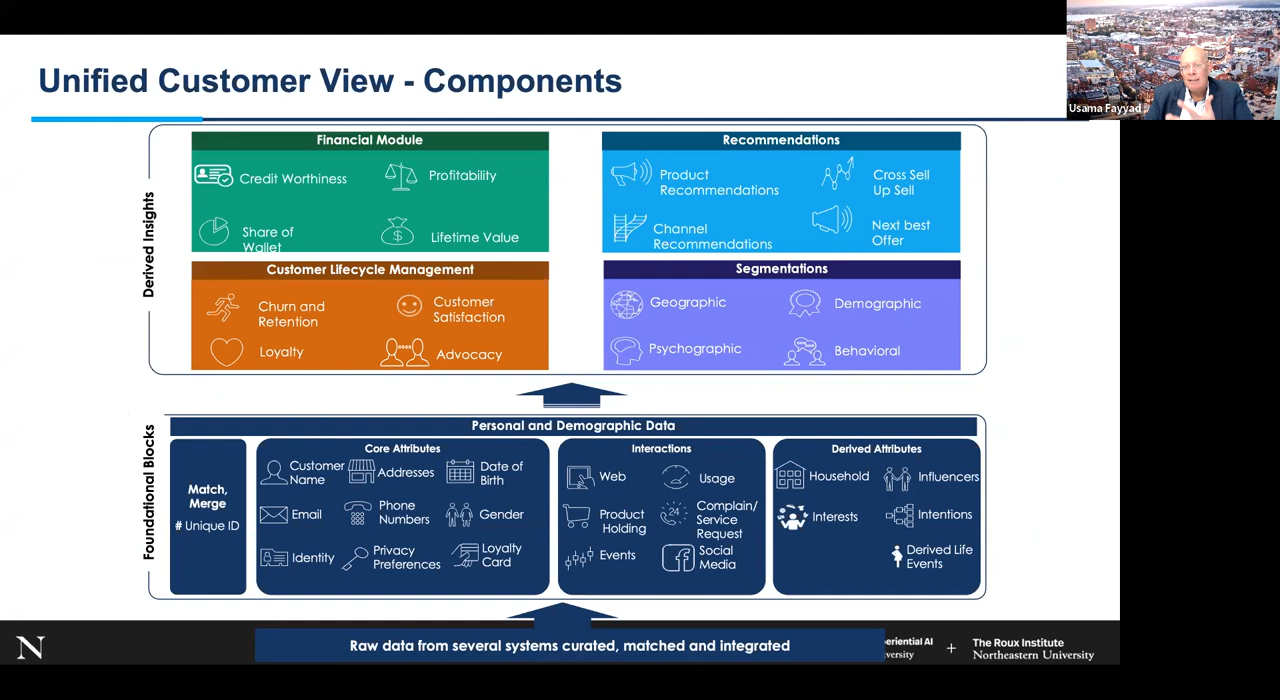 Unified Customer View - Components
Usama Fayyad
Derived Insights
Financial Module
Credit Worthiness
Profitability
Share of
Wallet
$
Lifetime Value
Recommendations
Product
Recommendations
Cross Sell
Up Sell
Channel
Recommendations
Next best
Offer
Customer Lifecycle Management
Churn and
Retention
Customer
Satisfaction
Loyalty
Advocacy
Segmentations
Geographic
Demographic
Psychographic
Behavioral
Foundational Blocks
Personal and Demographic Data
Match,
Merge
# Unique ID
Core Attributes
Customer
Name
Addresses
Date of
Birth
Email
Phone
Numbers
Gender
Identity
Privacy
Preferences
Loyalty
Card
Interactions
Web
Usage
Product
Holding
24
Complain/
Service
Request
Events
f
Social
Media
Derived Attributes
Household
Influencers
Interests
Intentions
Derived Life
Events
Raw data from several systems curated, matched and integrated
N
eriential AI
versity
+
The Roux Institute
Northeastern University